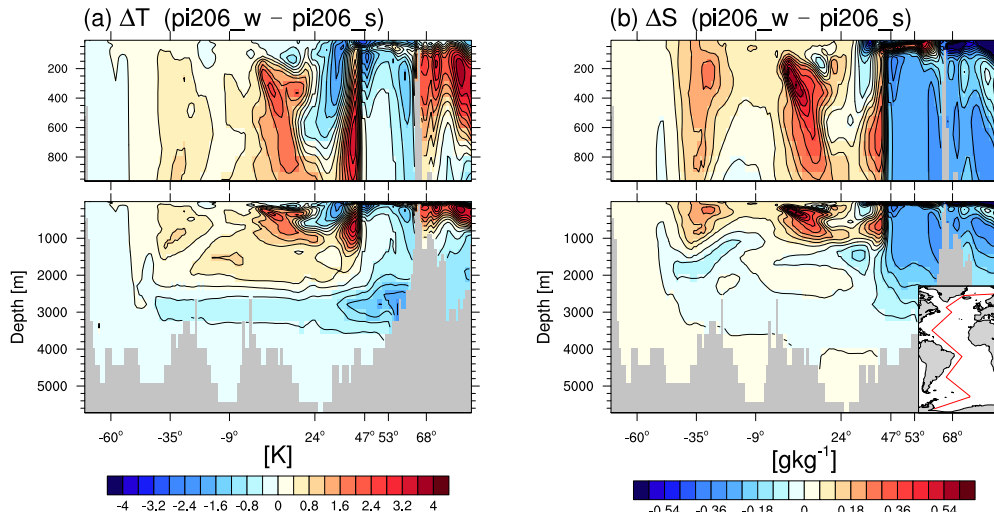 (a) ΔT (pi206_w − pi206_s)
(b) ΔS (pi206_w − pi206_s)
200
400
600
800
200
400
600
800
1000
2000
3000
4000
5000
Depth [m]
1000
2000
3000
4000
5000
Depth [m]
-60° -35° -9° 24° 47° 53° 68°
-60° -35° -9° 24° 47° 53° 68°
[K]
[gkg⁻¹]
-4 -3.2 -2.4 -1.6 -0.8 0 0.8 1.6 2.4 3.2 4
-0.54 -0.36 -0.18 0 0.18 0.36 0.54